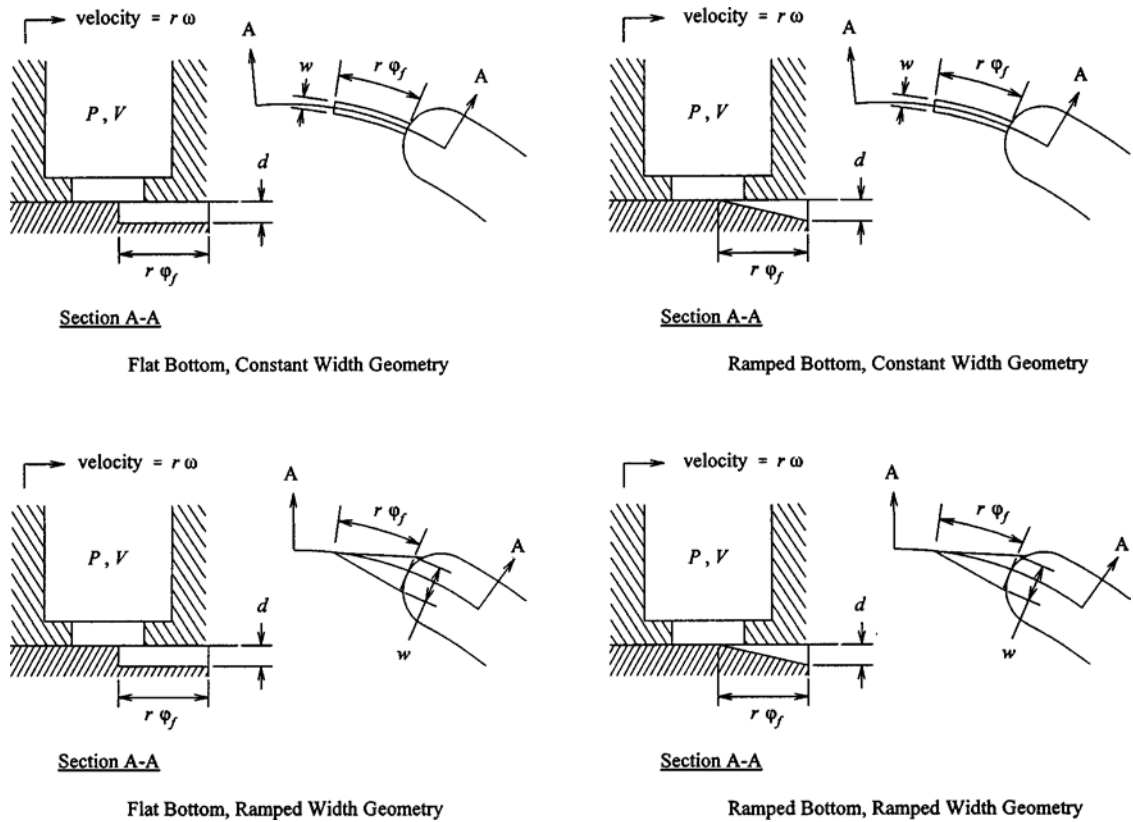 velocity = r ω
A
w
r φ_f
A
P , V
d
r φ_f
Section A-A
Flat Bottom, Constant Width Geometry
velocity = r ω
A
w
r φ_f
A
P , V
d
r φ_f
Section A-A
Ramped Bottom, Constant Width Geometry
velocity = r ω
A
r φ_f
A
P , V
d
w
r φ_f
Section A-A
Flat Bottom, Ramped Width Geometry
velocity = r ω
A
r φ_f
A
P , V
d
w
r φ_f
Section A-A
Ramped Bottom, Ramped Width Geometry